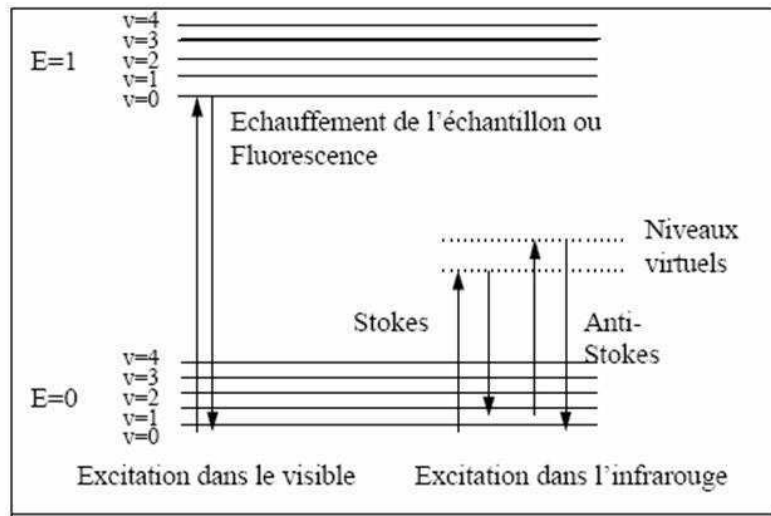 v=4
v=3
E=1
v=2
v=1
v=0
Echauffement de l'échantillon ou
Fluorescence
Niveaux
virtuels
Stokes
Anti-
Stokes
v=4
v=3
E=0
v=2
v=1
v=0
Excitation dans le visible
Excitation dans l'infrarouge